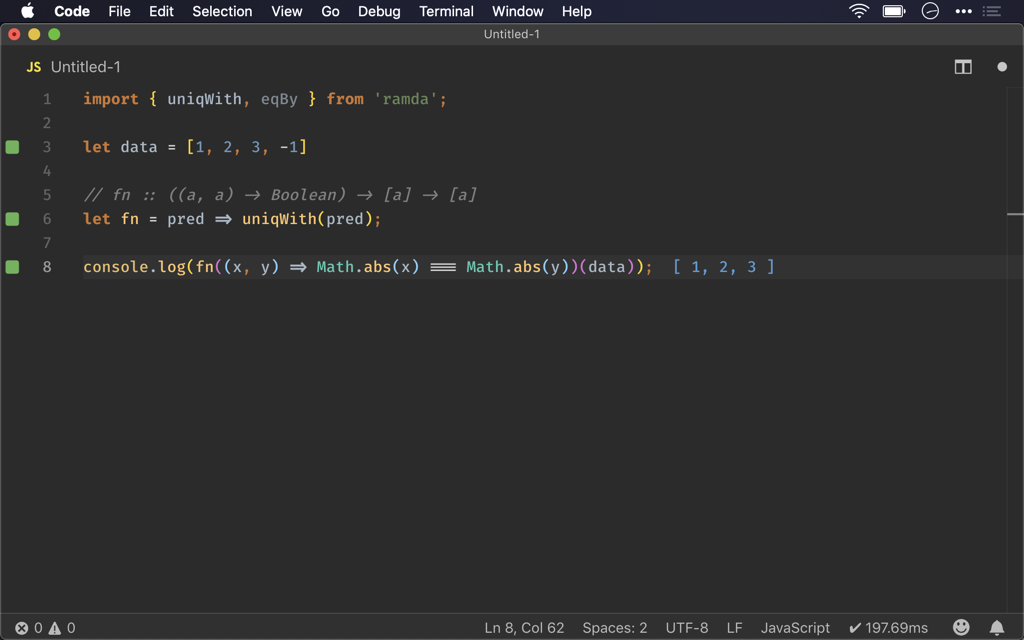 Code File Edit Selection View Go Debug Terminal Window Help
Untitled-1
JS Untitled-1
1 import { uniqWith, eqBy } from 'ramda';
2
3 let data = [1, 2, 3, -1]
4
5 // fn :: ((a, a) → Boolean) → [a] → [a]
6 let fn = pred ⇒ uniqWith(pred);
7
8 console.log(fn((x, y) ⇒ Math.abs(x) ≡ Math.abs(y))(data)); [ 1, 2, 3 ]
0 0 Ln 8, Col 62 Spaces: 2 UTF-8 LF JavaScript ✔ 197.69ms